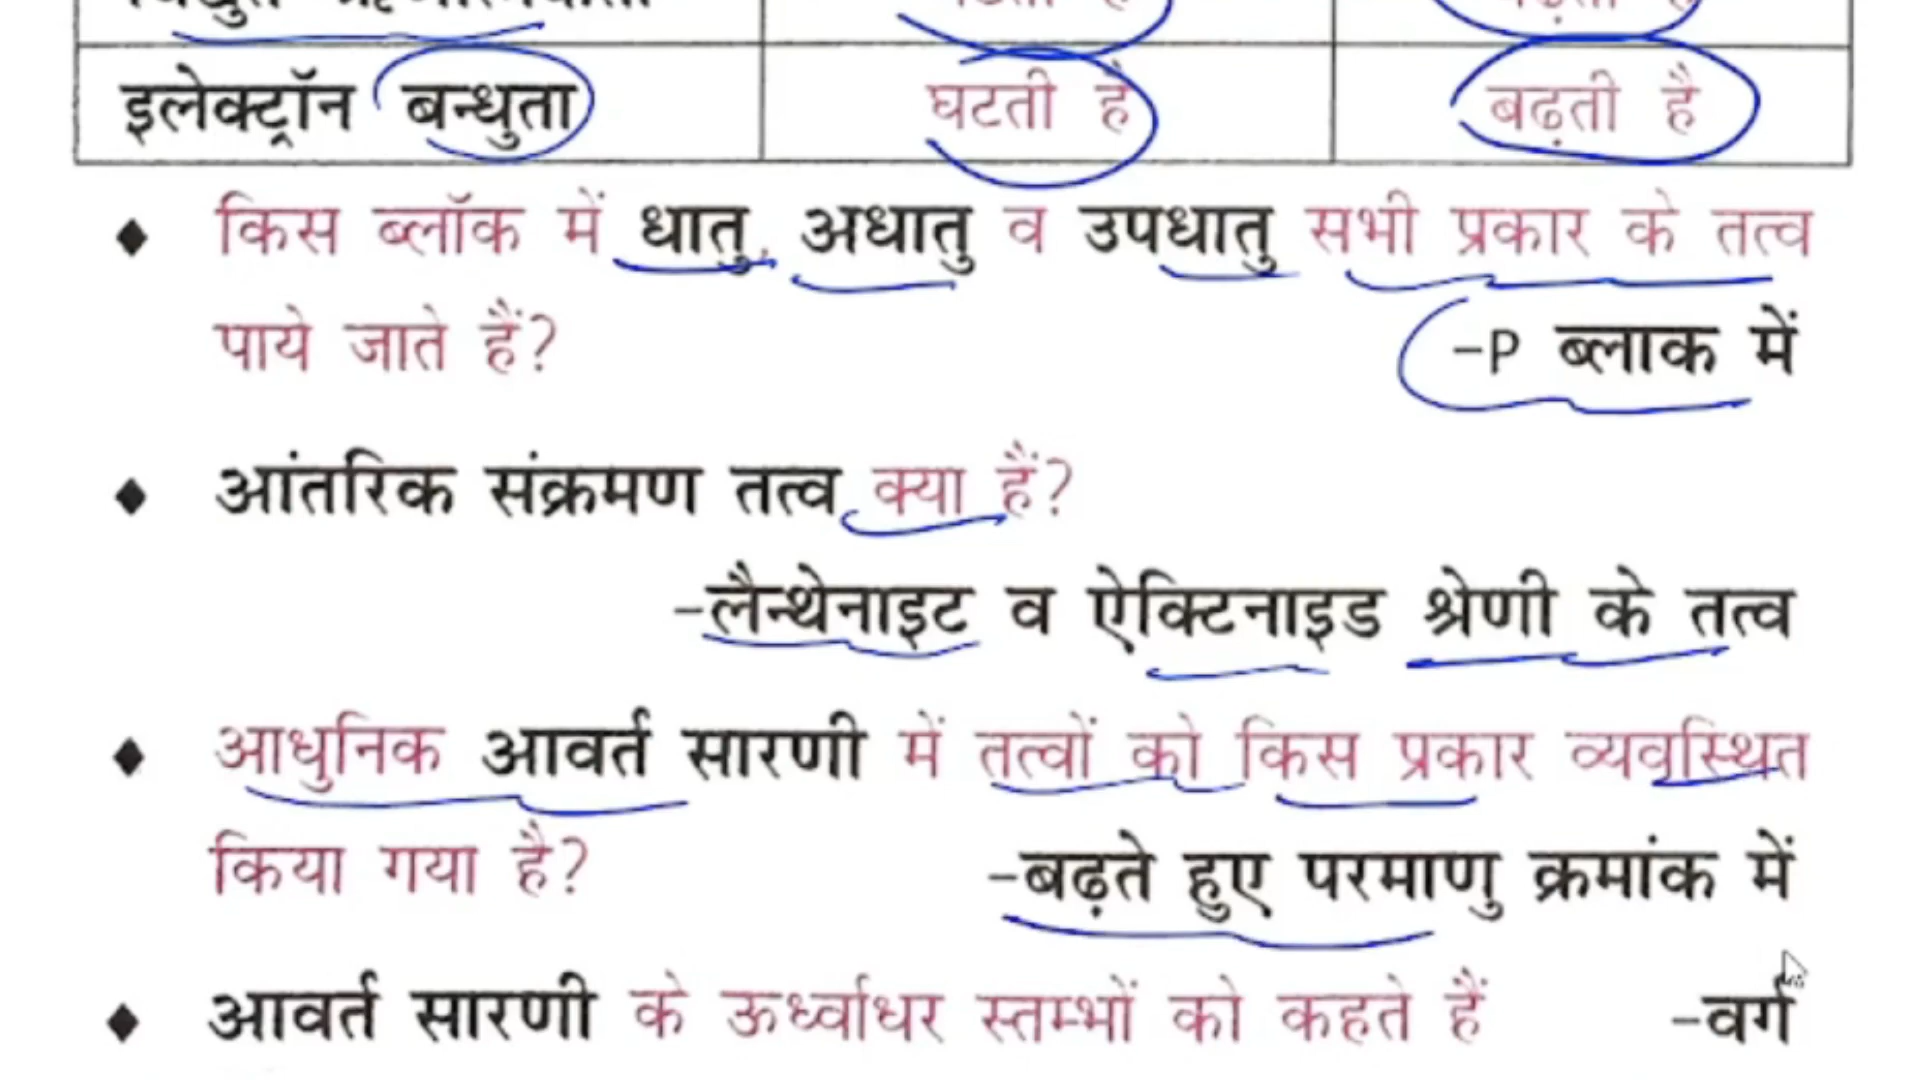 इलेक्ट्रॉन बन्धुता घटती है बढ़ती है
♦ किस ब्लॉक में धातु, अधातु व उपधातु सभी प्रकार के तत्व
पाये जाते हैं? -P ब्लाक में
♦ आंतरिक संक्रमण तत्व क्या हैं?
-लैन्थेनाइट व ऐक्टिनाइड श्रेणी के तत्व
♦ आधुनिक आवर्त सारणी में तत्वों को किस प्रकार व्यवस्थित
किया गया है? -बढ़ते हुए परमाणु क्रमांक में
♦ आवर्त सारणी के ऊर्ध्वाधर स्तम्भों को कहते हैं -वर्ग